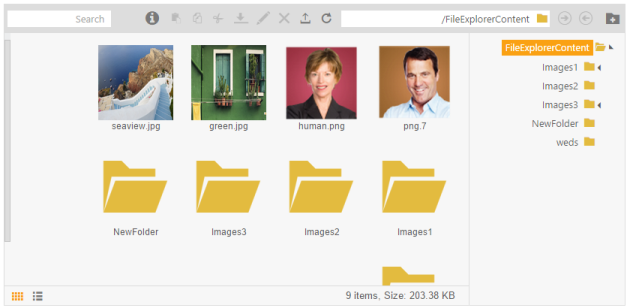 Search
/FileExplorerContent
FileExplorerContent
Images1
Images2
Images3
NewFolder
weds
seaview.jpg
green.jpg
human.png
png.7
NewFolder
Images3
Images2
Images1
9 items, Size: 203.38 KB